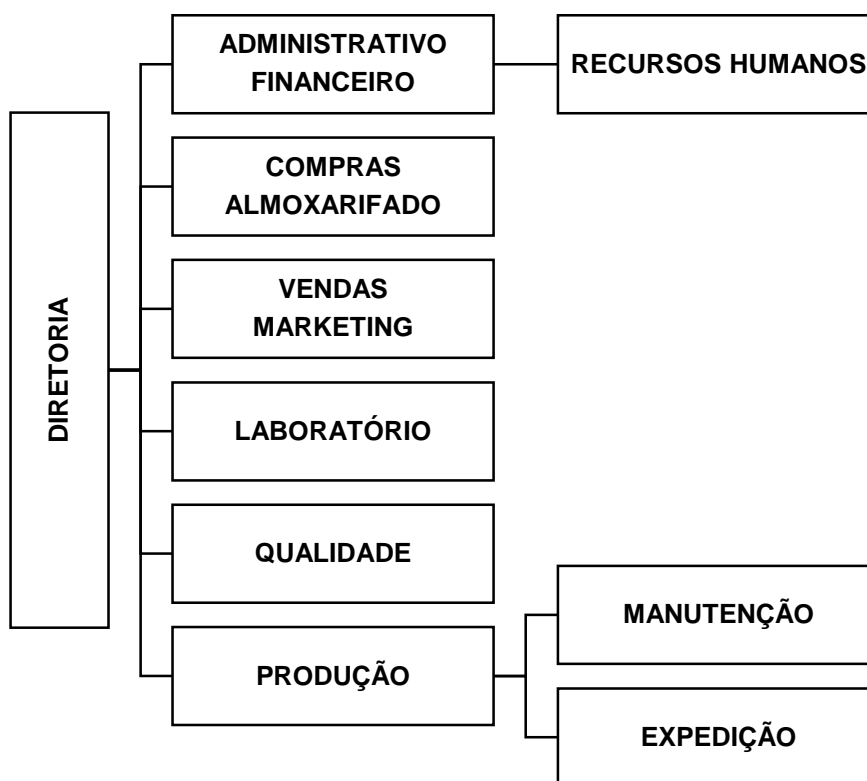 ADMINISTRATIVO
FINANCEIRO
RECURSOS HUMANOS
COMPRAS
ALMOXARIFADO
VENDAS
MARKETING
DIRETORIA
LABORATÓRIO
QUALIDADE
MANUTENÇÃO
PRODUÇÃO
EXPEDIÇÃO